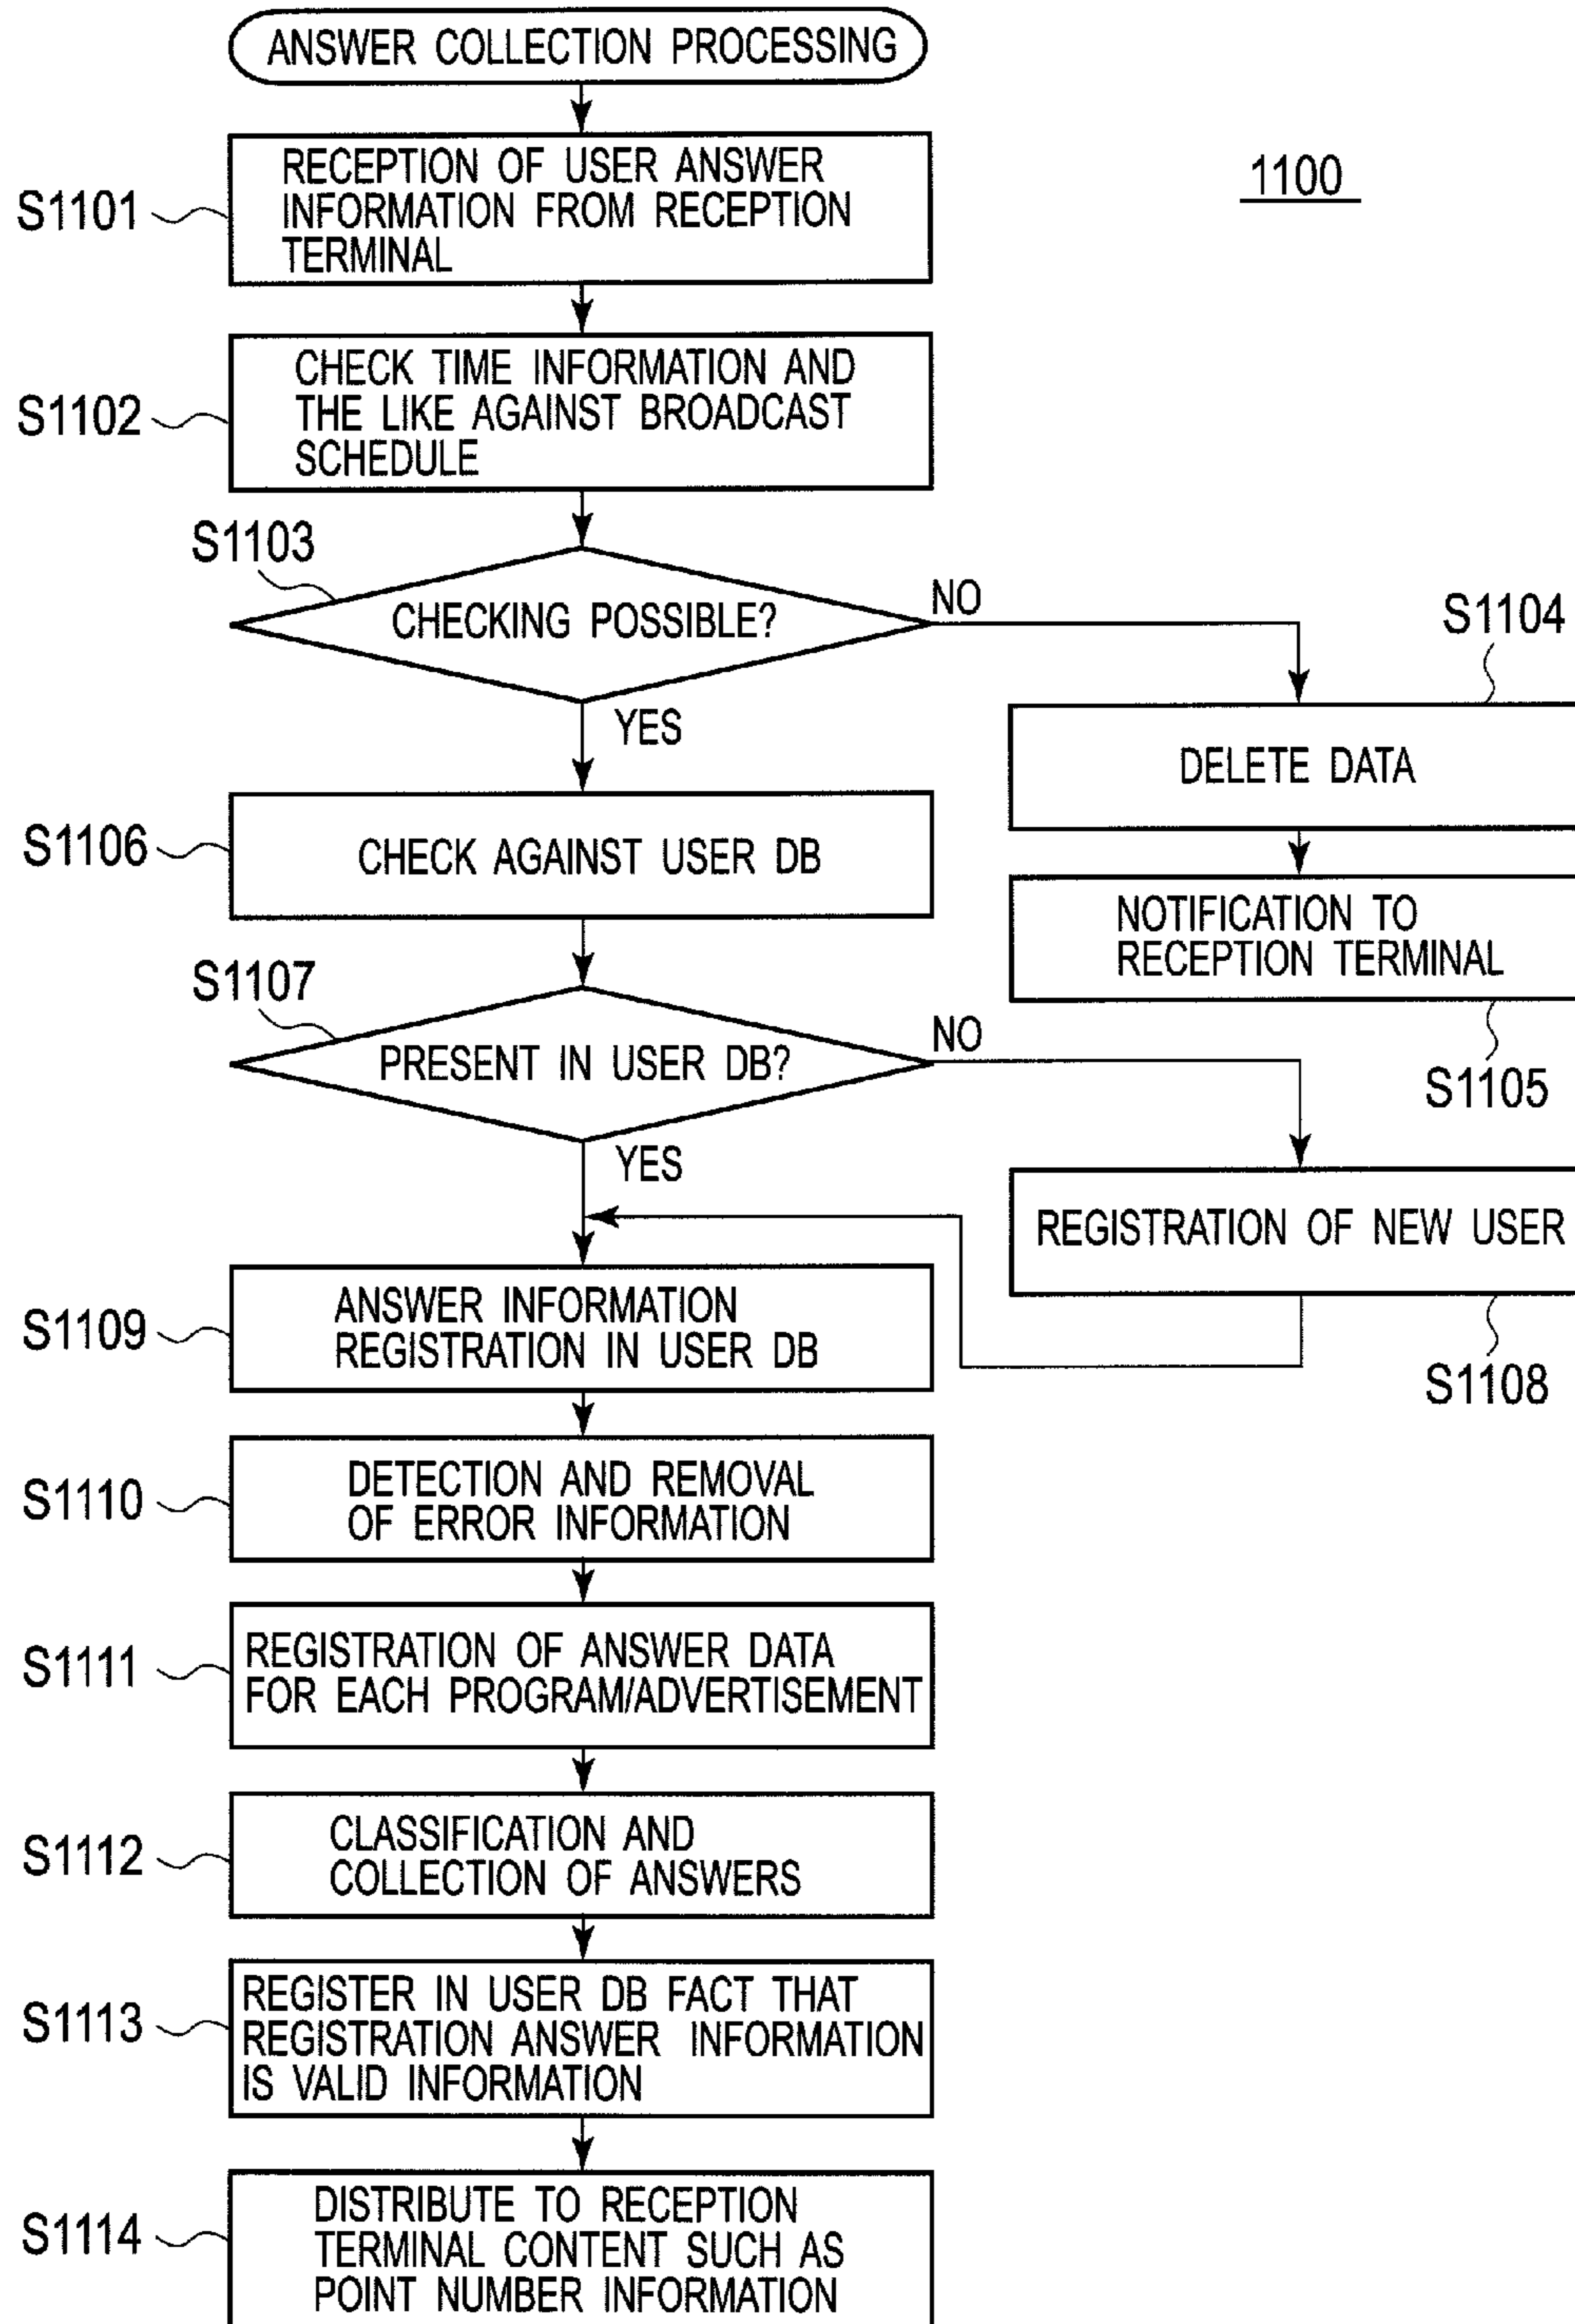 ANSWER COLLECTION PROCESSING
1100
S1101
RECEPTION OF USER ANSWER
INFORMATION FROM RECEPTION
TERMINAL
S1102
CHECK TIME INFORMATION AND
THE LIKE AGAINST BROADCAST
SCHEDULE
S1103
CHECKING POSSIBLE?
NO
YES
S1104
DELETE DATA
NOTIFICATION TO
RECEPTION TERMINAL
S1105
S1106
CHECK AGAINST USER DB
S1107
PRESENT IN USER DB?
NO
YES
REGISTRATION OF NEW USER
S1108
S1109
ANSWER INFORMATION
REGISTRATION IN USER DB
S1110
DETECTION AND REMOVAL
OF ERROR INFORMATION
S1111
REGISTRATION OF ANSWER DATA
FOR EACH PROGRAM/ADVERTISEMENT
S1112
CLASSIFICATION AND
COLLECTION OF ANSWERS
S1113
REGISTER IN USER DB FACT THAT
REGISTRATION ANSWER INFORMATION
IS VALID INFORMATION
S1114
DISTRIBUTE TO RECEPTION
TERMINAL CONTENT SUCH AS
POINT NUMBER INFORMATION